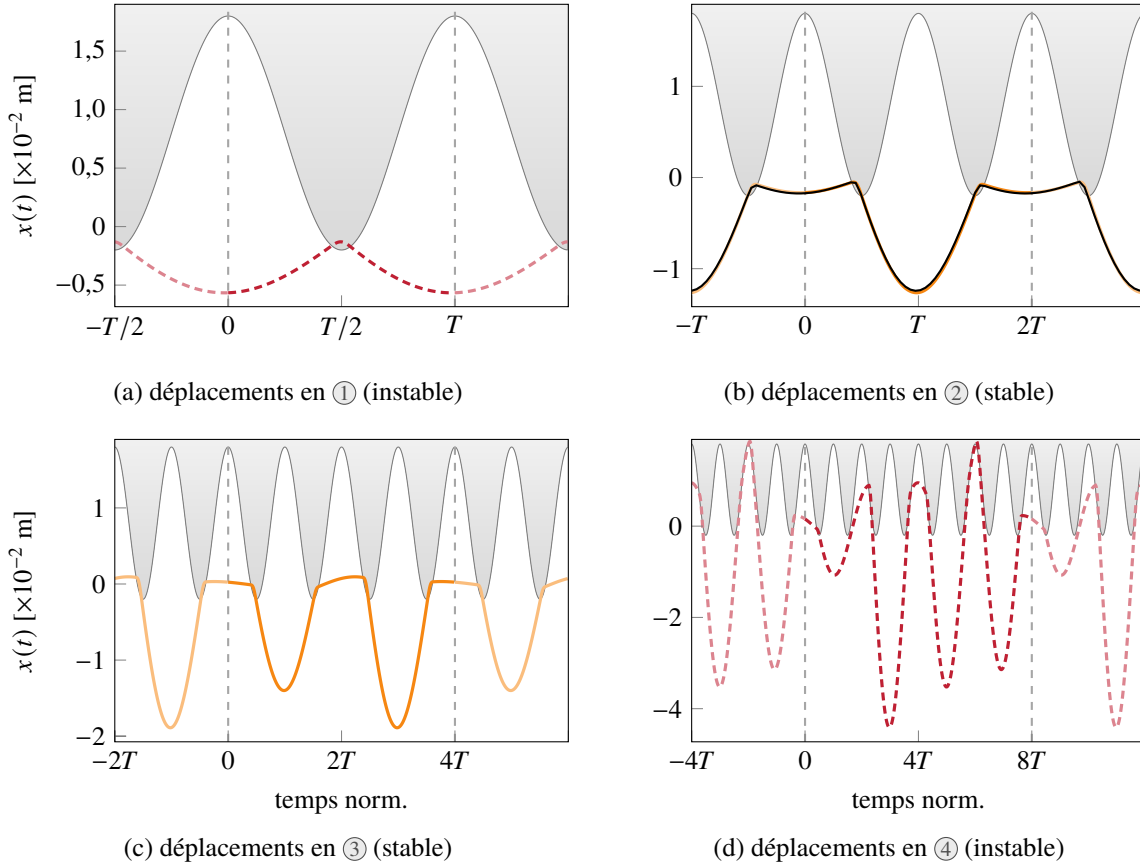 1,5
1,0
0,5
0
−0,5
x(t) [×10⁻² m]
−T/2
0
T/2
T
(a) déplacements en ① (instable)
1
0
−1
−T
0
T
2T
(b) déplacements en ② (stable)
1
0
−1
−2
x(t) [×10⁻² m]
−2T
0
2T
4T
temps norm.
(c) déplacements en ③ (stable)
0
−2
−4
−4T
0
4T
8T
temps norm.
(d) déplacements en ④ (instable)